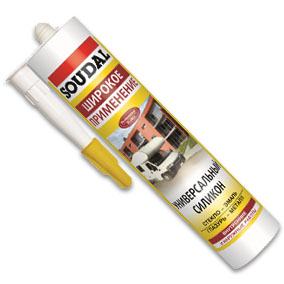 SOUDAL
ШИРОКОЕ
ПРИМЕНЕНИЕ
УНИВЕРСАЛЬНЫЙ
СИЛИКОН
СТЕКЛО - ЭМАЛЬ
ГЛАЗУРЬ - МЕТАЛЛ